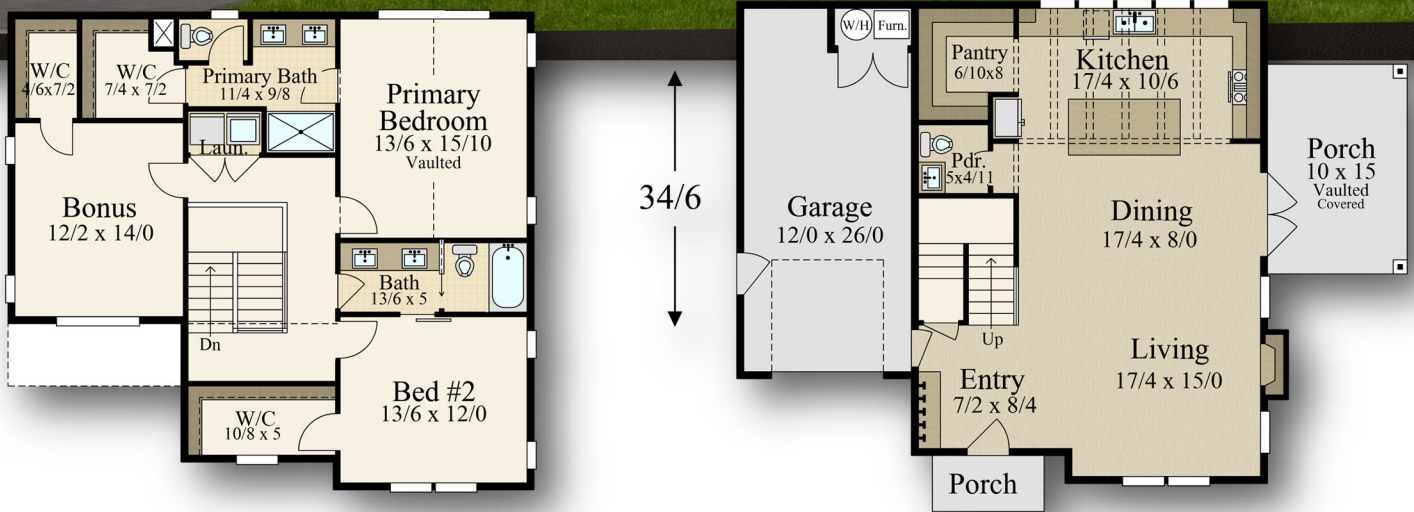 W/C
4/6x7/2
W/C
7/4 x 7/2
Primary Bath
11/4 x 9/8
Primary
Bedroom
13/6 x 15/10
Vaulted
Laun.
Bonus
12/2 x 14/0
Bath
13/6 x 5
Dn
Bed #2
13/6 x 12/0
W/C
10/8 x 5
34/6
W/H
Furn.
Pantry
6/10x8
Kitchen
17/4 x 10/6
Pdr.
5x4/11
Porch
10 x 15
Vaulted
Covered
Garage
12/0 x 26/0
Dining
17/4 x 8/0
Up
Living
17/4 x 15/0
Entry
7/2 x 8/4
Porch